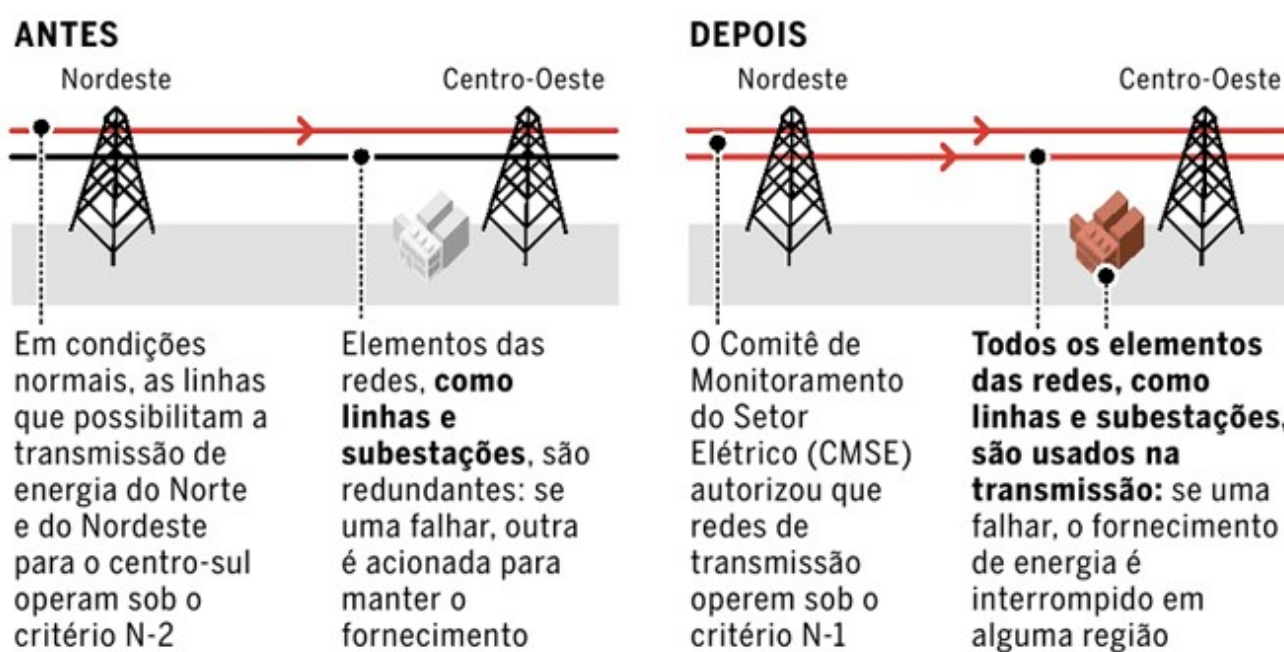 ANTES
Nordeste
Centro-Oeste
Em condições
normais, as linhas
que possibilitam a
transmissão de
energia do Norte
e do Nordeste
para o centro-sul
operam sob o
critério N-2
Elementos das
redes, como
linhas e
subestações, são
redundantes: se
uma falhar, outra
é acionada para
manter o
fornecimento
DEPOIS
Nordeste
Centro-Oeste
O Comitê de
Monitoramento
do Setor
Elétrico (CMSE)
autorizou que
redes de
transmissão
operem sob o
critério N-1
Todos os elementos
das redes, como
linhas e subestações,
são usados na
transmissão: se uma
falhar, o fornecimento
de energia é
interrompido em
alguma região